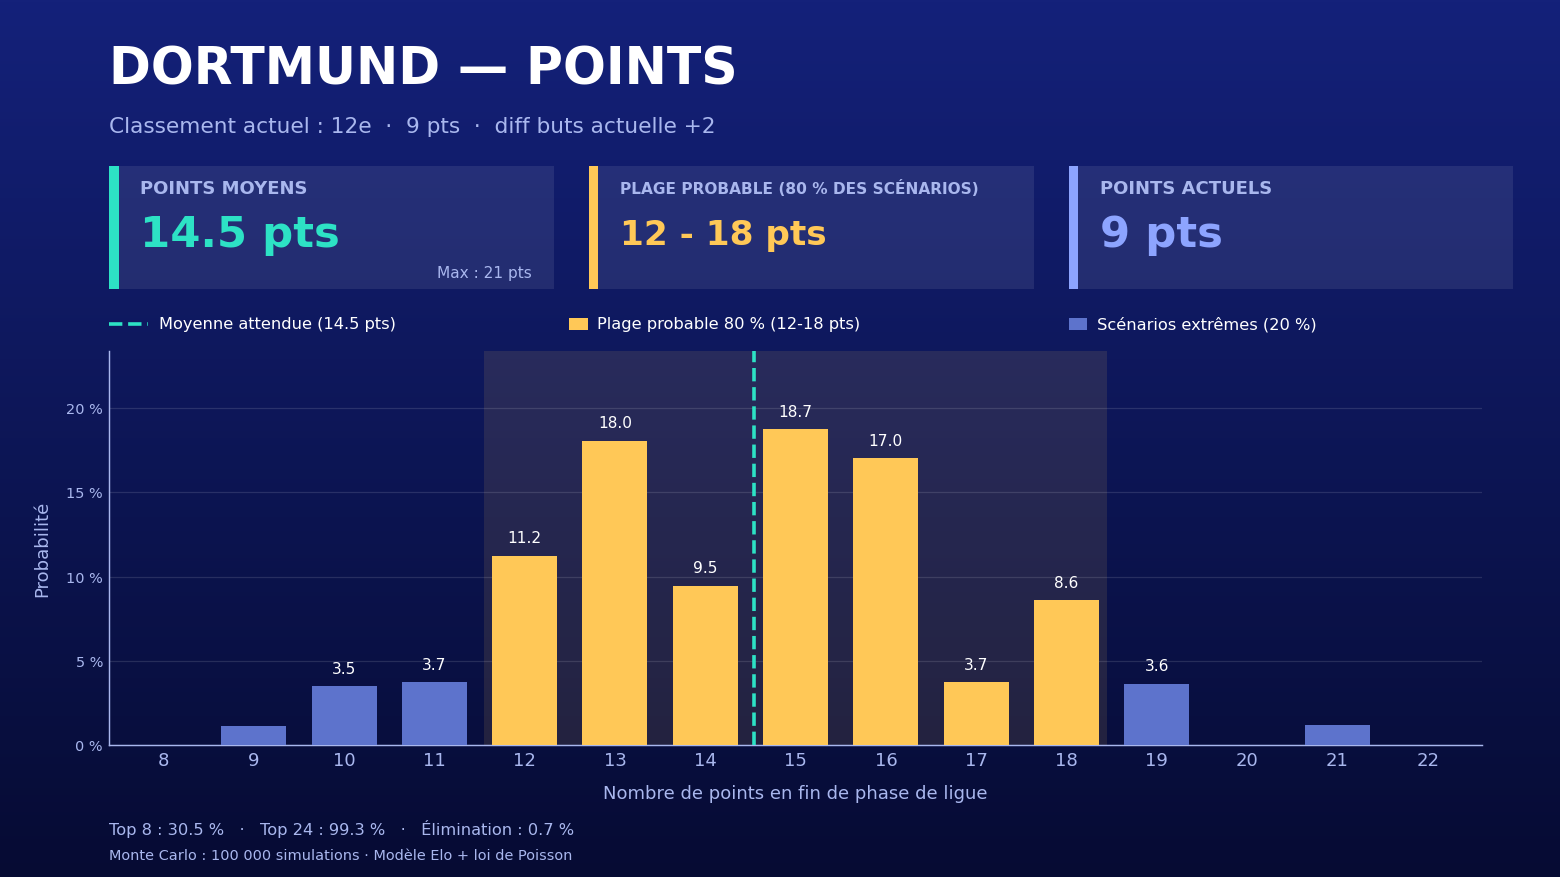 DORTMUND — POINTS
Classement actuel : 12e · 9 pts · diff buts actuelle +2
POINTS MOYENS
14.5 pts
Max : 21 pts
PLAGE PROBABLE (80 % DES SCÉNARIOS)
12 - 18 pts
POINTS ACTUELS
9 pts
Moyenne attendue (14.5 pts)
Plage probable 80 % (12-18 pts)
Scénarios extrêmes (20 %)
Probabilité
20 %
15 %
10 %
5 %
0 %
3.5
3.7
11.2
18.0
9.5
18.7
17.0
3.7
8.6
3.6
8 9 10 11 12 13 14 15 16 17 18 19 20 21 22
Nombre de points en fin de phase de ligue
Top 8 : 30.5 % · Top 24 : 99.3 % · Élimination : 0.7 %
Monte Carlo : 100 000 simulations · Modèle Elo + loi de Poisson